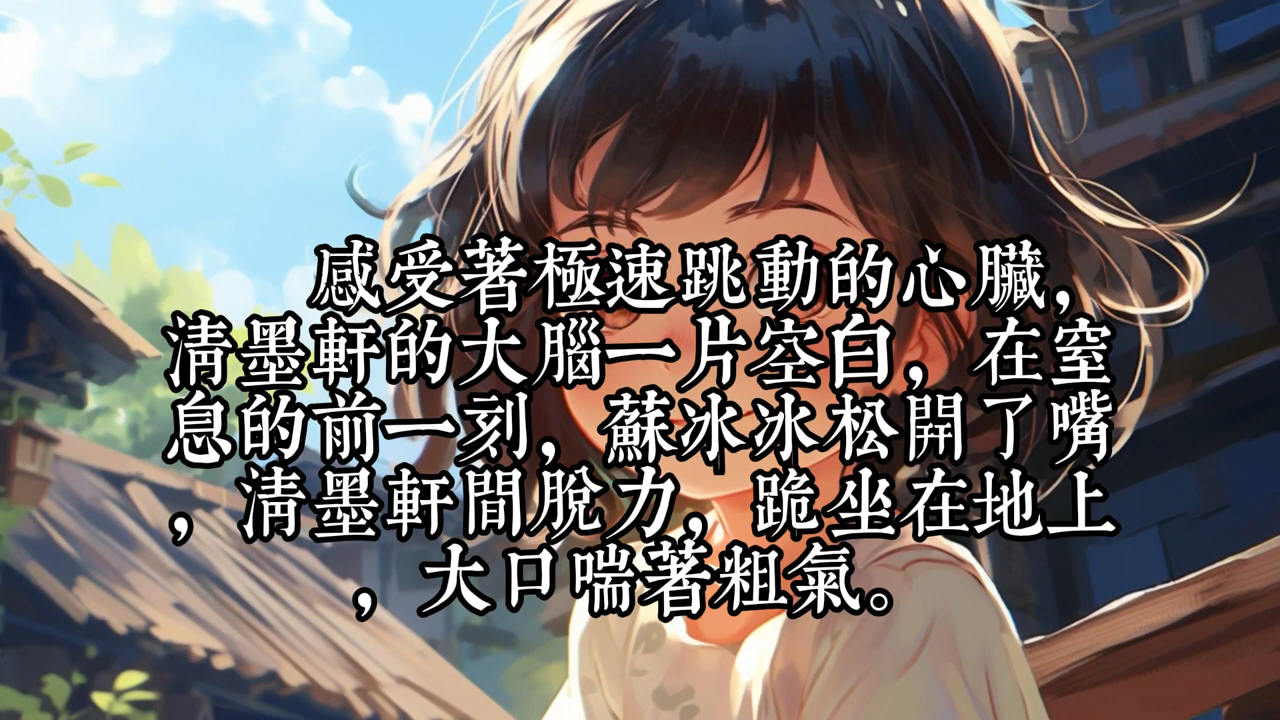 感受著極速跳動的心臟，
清墨軒的大腦一片空白，在窒
息的前一刻，蘇冰冰松開了嘴
，清墨軒間脫力，跪坐在地上
，大口喘著粗氣。